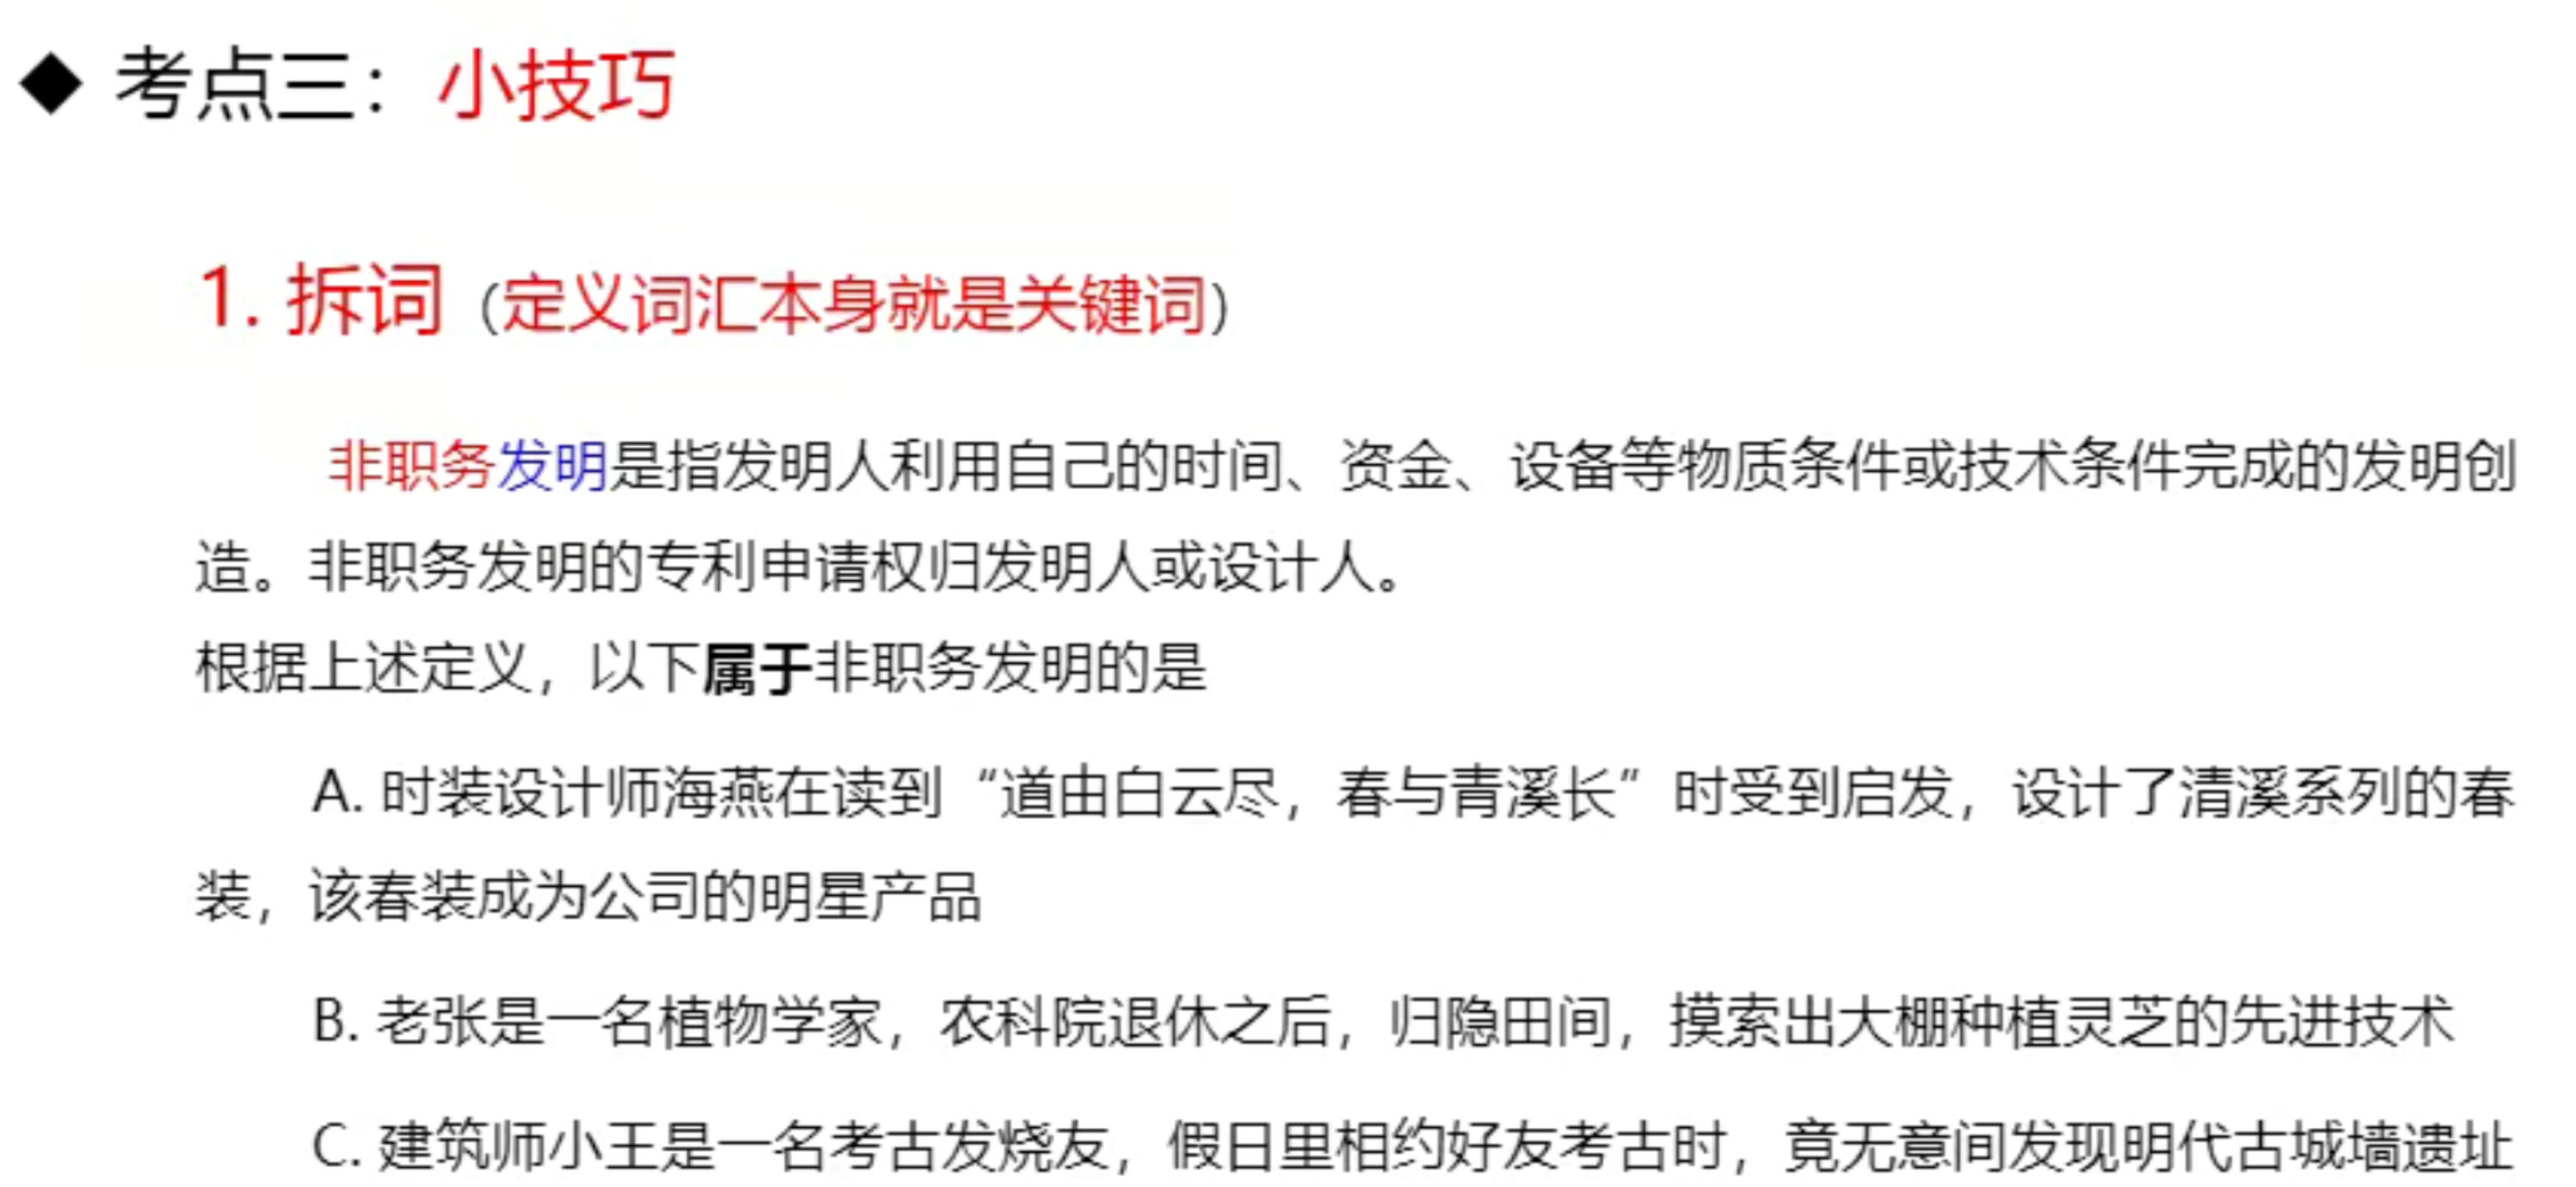 ◆ 考点三：小技巧
1. 拆词（定义词汇本身就是关键词）
非职务发明是指发明人利用自己的时间、资金、设备等物质条件或技术条件完成的发明创
造。非职务发明的专利申请权归发明人或设计人。
根据上述定义，以下属于非职务发明的是
A. 时装设计师海燕在读到“道由白云尽，春与青溪长”时受到启发，设计了清溪系列的春
装，该春装成为公司的明星产品
B. 老张是一名植物学家，农科院退休之后，归隐田间，摸索出大棚种植灵芝的先进技术
C. 建筑师小王是一名考古发烧友，假日里相约好友考古时，竟无意间发现明代古城墙遗址